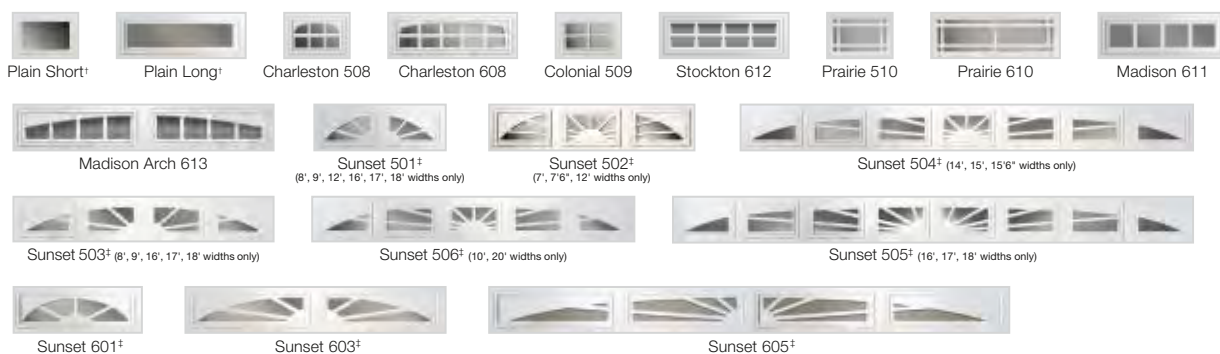 Plain Short†
Plain Long†
Charleston 508
Charleston 608
Colonial 509
Stockton 612
Prairie 510
Prairie 610
Madison 611
Madison Arch 613
Sunset 501‡
(8', 9', 12', 16', 17', 18' widths only)
Sunset 502‡
(7', 7'6", 12' widths only)
Sunset 504‡ (14', 15', 15'6" widths only)
Sunset 503‡ (8', 9', 16', 17', 18' widths only)
Sunset 506‡ (10', 20' widths only)
Sunset 505‡ (16', 17', 18' widths only)
Sunset 601‡
Sunset 603‡
Sunset 605‡